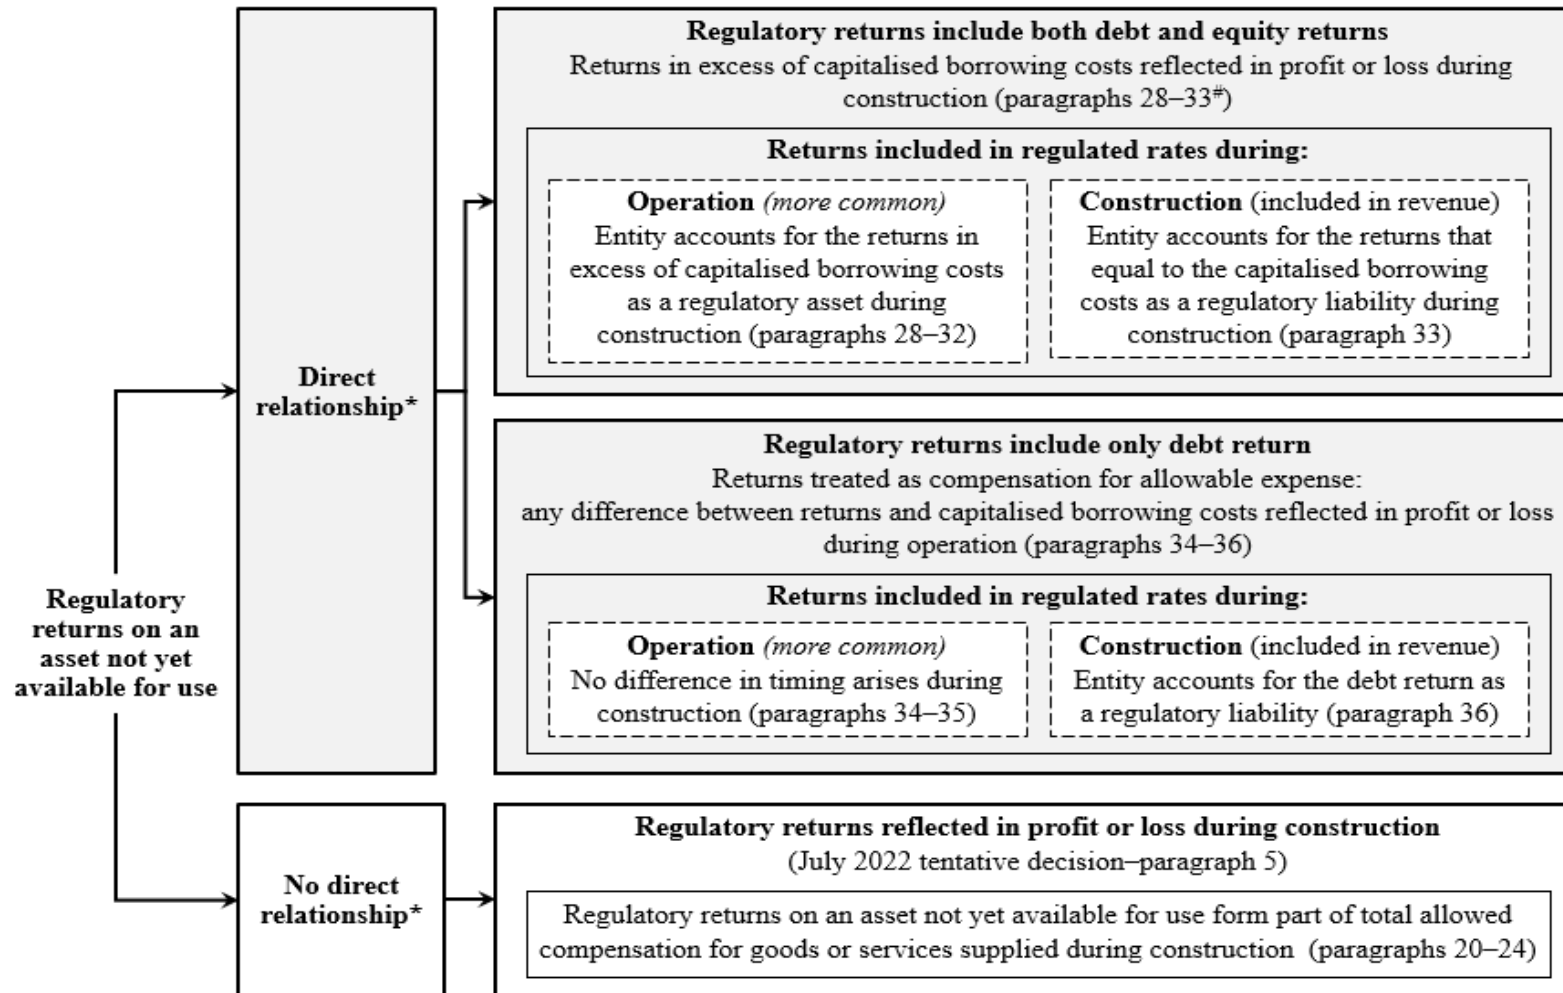 Regulatory
returns on an
asset not yet
available for use
Direct
relationship*
Regulatory returns include both debt and equity returns
Returns in excess of capitalised borrowing costs reflected in profit or loss during
construction (paragraphs 28–33#)
Returns included in regulated rates during:
Operation (more common)
Entity accounts for the returns in
excess of capitalised borrowing costs
as a regulatory asset during
construction (paragraphs 28–32)
Construction (included in revenue)
Entity accounts for the returns that
equal to the capitalised borrowing
costs as a regulatory liability during
construction (paragraph 33)
Regulatory returns include only debt return
Returns treated as compensation for allowable expense:
any difference between returns and capitalised borrowing costs reflected in profit or loss
during operation (paragraphs 34–36)
Returns included in regulated rates during:
Operation (more common)
No difference in timing arises during
construction (paragraphs 34–35)
Construction (included in revenue)
Entity accounts for the debt return as
a regulatory liability (paragraph 36)
No direct
relationship*
Regulatory returns reflected in profit or loss during construction
(July 2022 tentative decision–paragraph 5)
Regulatory returns on an asset not yet available for use form part of total allowed
compensation for goods or services supplied during construction (paragraphs 20–24)